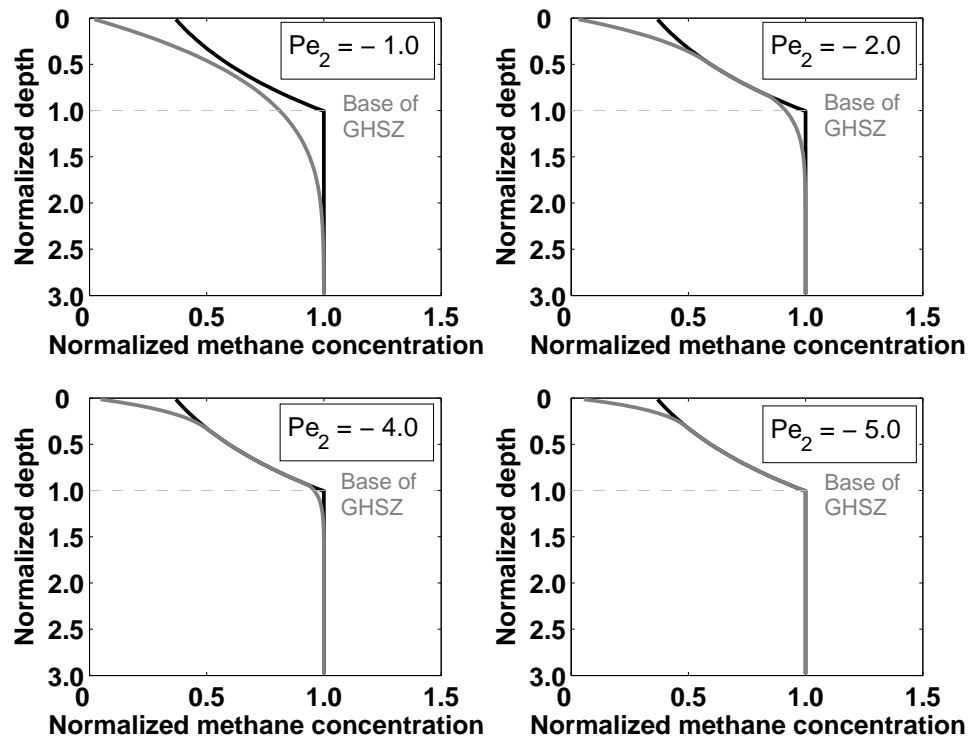 0
0.5
1.0
1.5
2.0
2.5
3.0
Normalized depth
Pe2 = − 1.0
Base of
GHSZ
0 0.5 1.0 1.5
Normalized methane concentration
0
0.5
1.0
1.5
2.0
2.5
3.0
Normalized depth
Pe2 = − 2.0
Base of
GHSZ
0 0.5 1.0 1.5
Normalized methane concentration
0
0.5
1.0
1.5
2.0
2.5
3.0
Normalized depth
Pe2 = − 4.0
Base of
GHSZ
0 0.5 1.0 1.5
Normalized methane concentration
0
0.5
1.0
1.5
2.0
2.5
3.0
Normalized depth
Pe2 = − 5.0
Base of
GHSZ
0 0.5 1.0 1.5
Normalized methane concentration